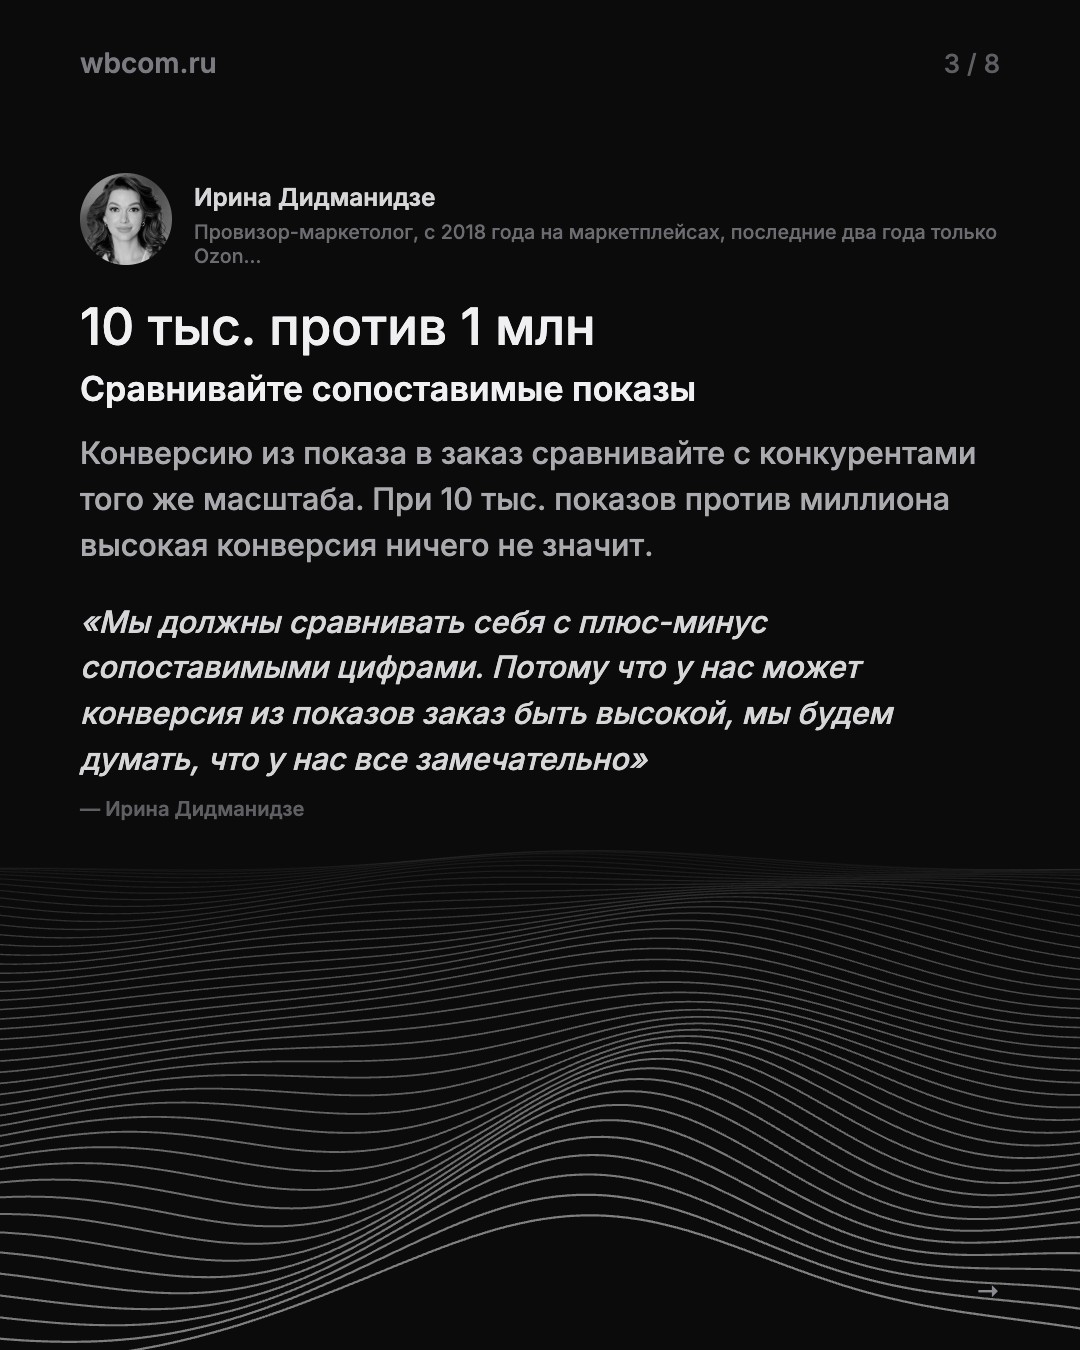 wbcom.ru
3 / 8
Ирина Дидманидзе
Провизор-маркетолог, с 2018 года на маркетплейсах, последние два года только
Ozon...
10 тыс. против 1 млн
Сравнивайте сопоставимые показы
Конверсию из показа в заказ сравнивайте с конкурентами
того же масштаба. При 10 тыс. показов против миллиона
высокая конверсия ничего не значит.
«Мы должны сравнивать себя с плюс-минус
сопоставимыми цифрами. Потому что у нас может
конверсия из показов заказ быть высокой, мы будем
думать, что у нас все замечательно»
— Ирина Дидманидзе
→